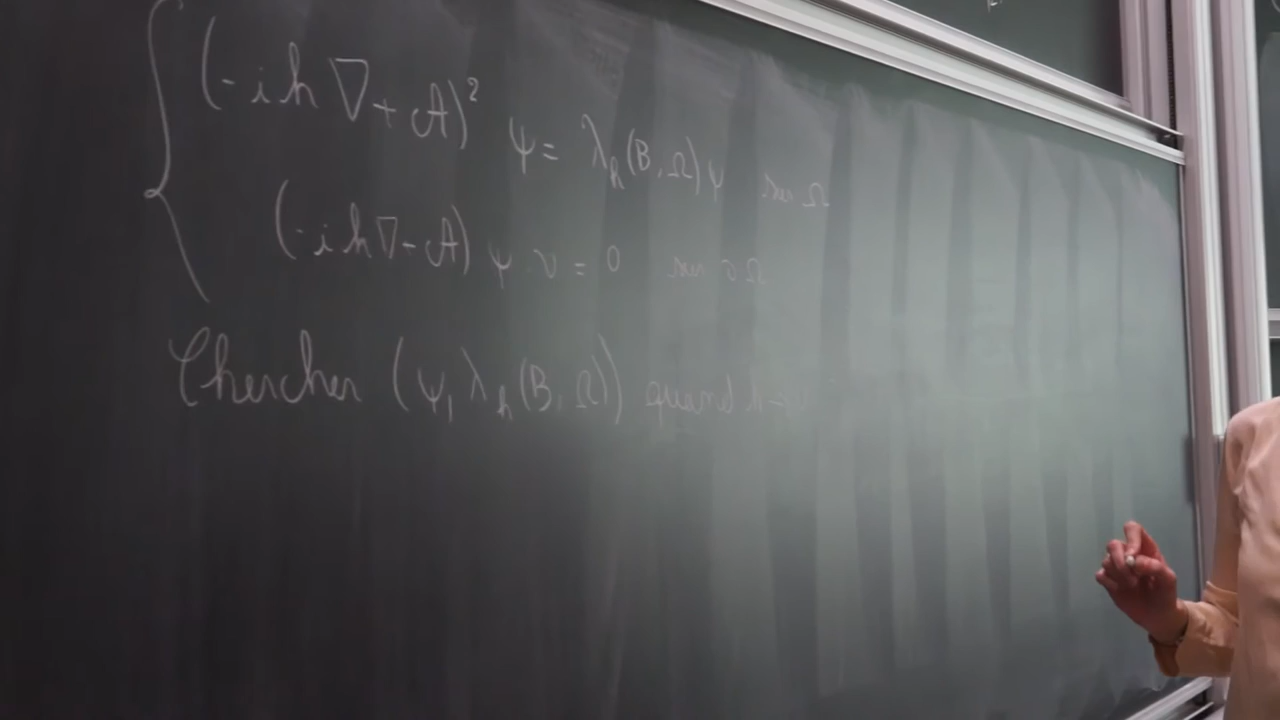 (-ih∇+A)² ψ = λ_h(B,Ω)ψ sur Ω
(-ih∇-A)ψ·ν = 0 sur ∂Ω
Chercher (ψ, λ_h(B,Ω)) quand h→